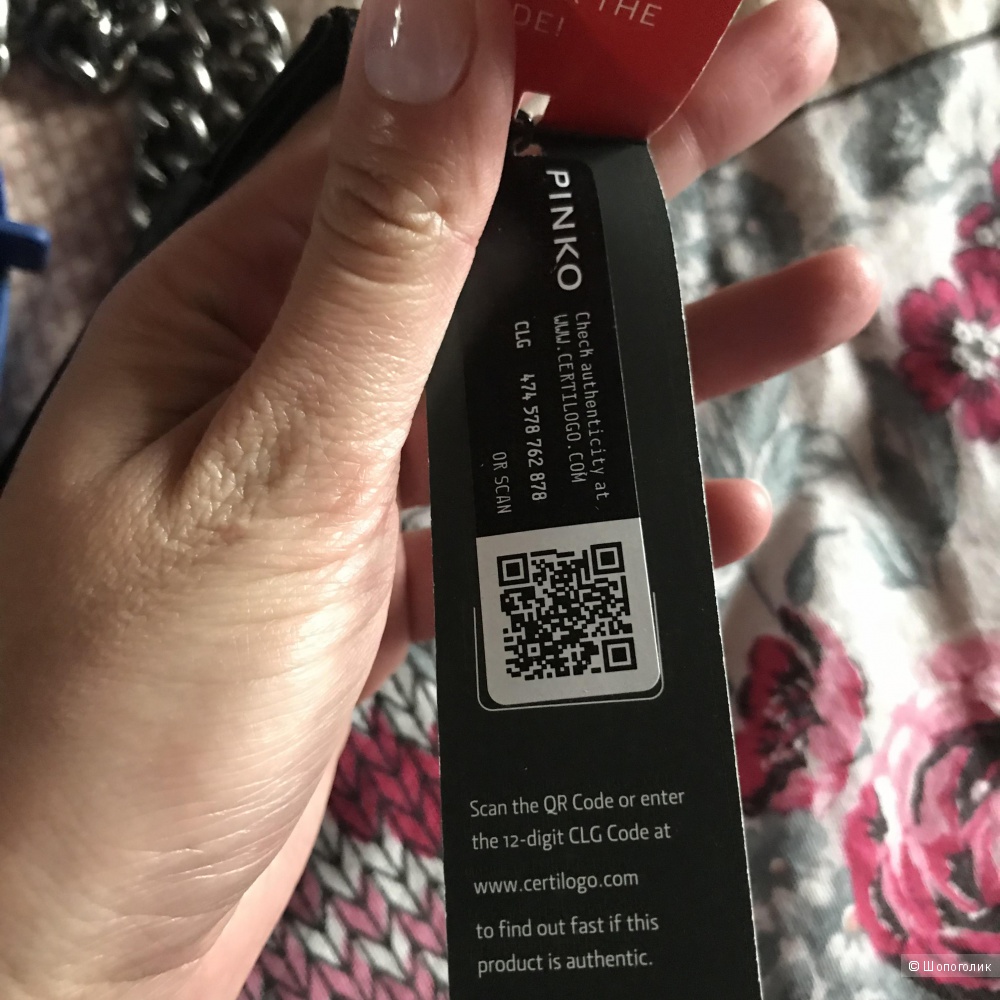 THE
DE!
PINKO
Check authenticity at
WWW.CERTILOGO.COM
CLG 474 578 762 878
OR SCAN
Scan the QR Code or enter
the 12-digit CLG Code at
www.certilogo.com
to find out fast if this
product is authentic.
© Шопоголик